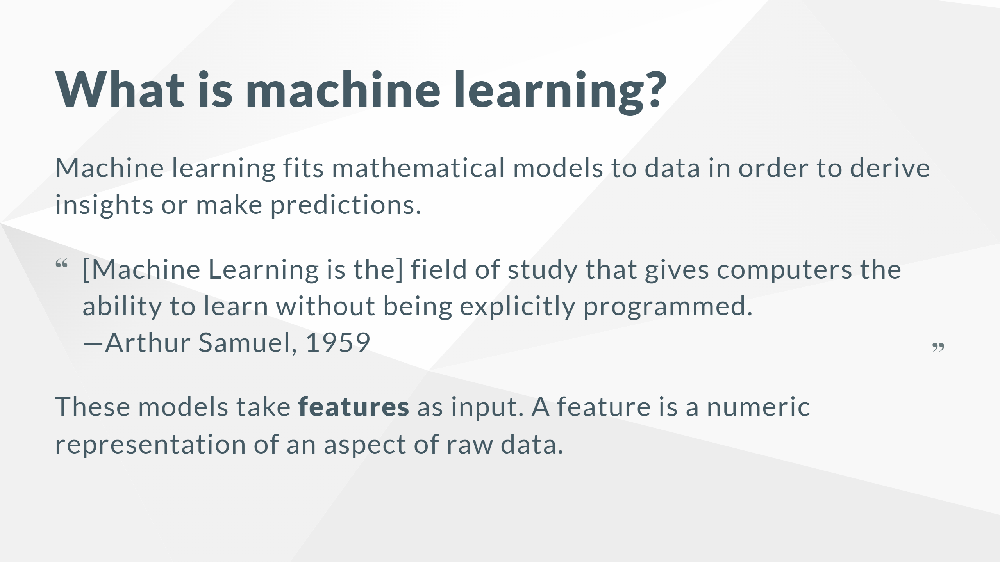 What is machine learning?
Machine learning fits mathematical models to data in order to derive
insights or make predictions.
“ [Machine Learning is the] field of study that gives computers the
ability to learn without being explicitly programmed.
—Arthur Samuel, 1959 ”
These models take features as input. A feature is a numeric
representation of an aspect of raw data.